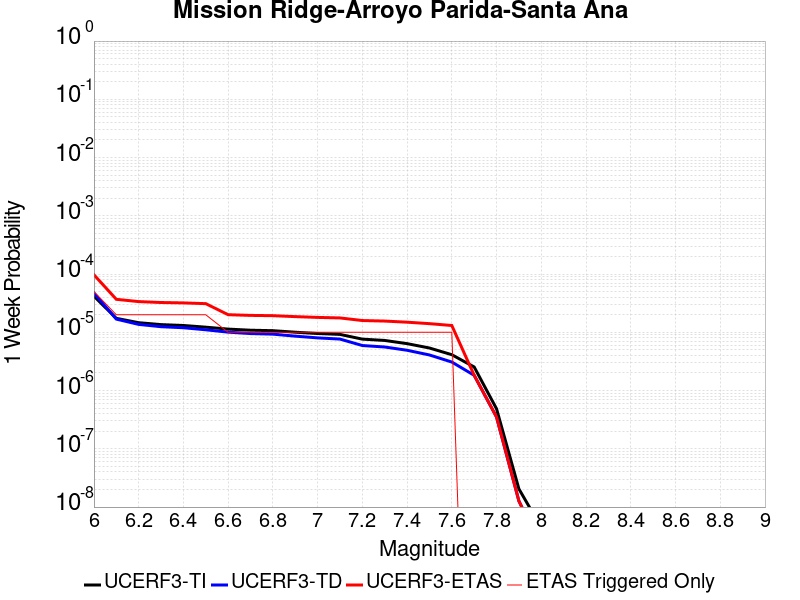 Mission Ridge-Arroyo Parida-Santa Ana
10^0
10^-1
10^-2
10^-3
10^-4
10^-5
10^-6
10^-7
10^-8
1 Week Probability
6 6.2 6.4 6.6 6.8 7 7.2 7.4 7.6 7.8 8 8.2 8.4 8.6 8.8 9
Magnitude
UCERF3-TI UCERF3-TD UCERF3-ETAS ETAS Triggered Only